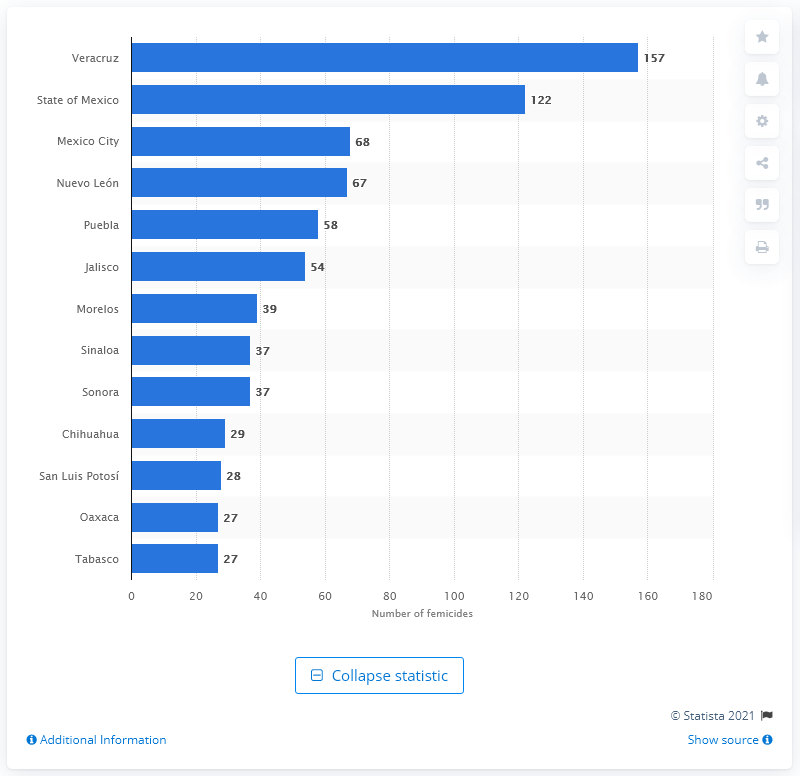 Veracruz 157
State of Mexico 122
Mexico City 68
Nuevo León 67
Puebla 58
Jalisco 54
Morelos 39
Sinaloa 37
Sonora 37
Chihuahua 29
San Luis Potosí 28
Oaxaca 27
Tabasco 27
0 20 40 60 80 100 120 140 160 180
Number of femicides
Collapse statistic
© Statista 2021
Additional Information Show source